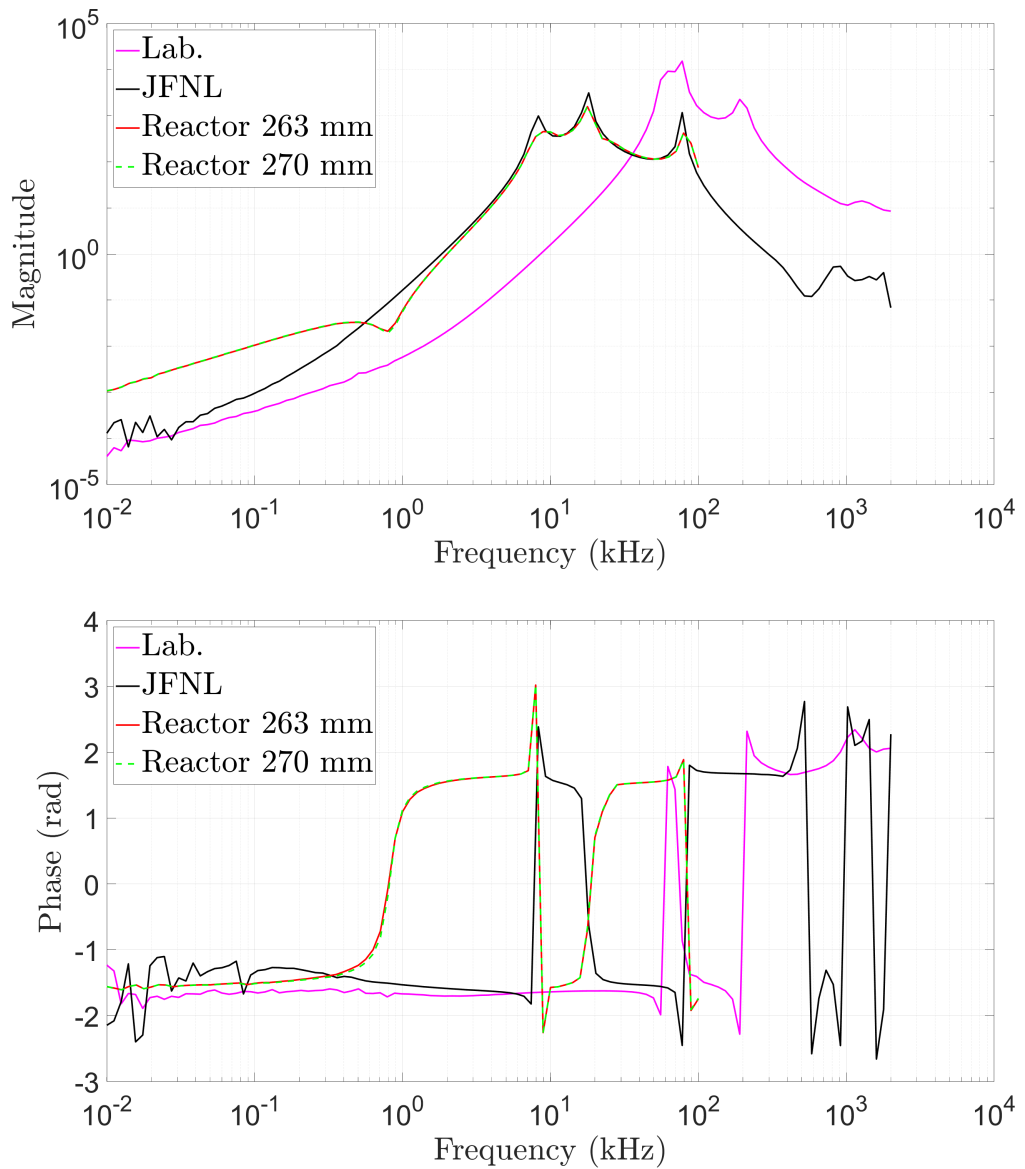 10^5
Lab.
JFNL
Reactor 263 mm
Reactor 270 mm
Magnitude
10^0
10^-5
10^-2 10^-1 10^0 10^1 10^2 10^3 10^4
Frequency (kHz)
4
Lab.
JFNL
Reactor 263 mm
Reactor 270 mm
3
2
1
Phase (rad)
0
-1
-2
-3
10^-2 10^-1 10^0 10^1 10^2 10^3 10^4
Frequency (kHz)